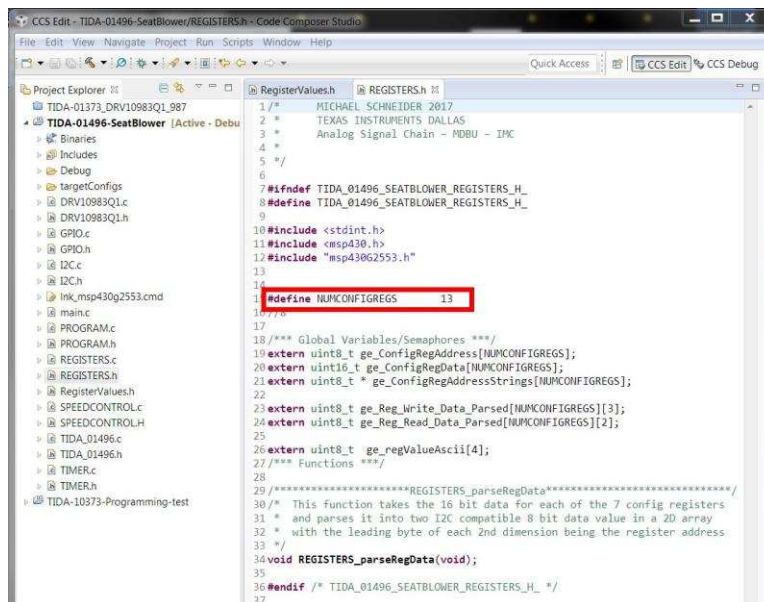 CCS Edit - TIDA-01496-SeatBlower/REGISTERS.h - Code Composer Studio
File Edit View Navigate Project Run Scripts Window Help
Quick Access CCS Edit CCS Debug
Project Explorer
TIDA-01373_DRV10983Q1_987
TIDA-01496-SeatBlower [Active - Debu
Binaries
Includes
Debug
targetConfigs
DRV10983Q1.c
DRV10983Q1.h
GPIO.c
GPIO.h
I2C.c
I2C.h
lnk_msp430g2553.cmd
main.c
PROGRAM.c
PROGRAM.h
REGISTERS.c
REGISTERS.h
RegisterValues.h
SPEEDCONTROL.c
SPEEDCONTROL.H
TIDA_01496.c
TIDA_01496.h
TIMER.c
TIMER.h
TIDA-10373-Programming-test
RegisterValues.h REGISTERS.h
1 /* MICHAEL SCHNEIDER 2017
2 * TEXAS INSTRUMENTS DALLAS
3 * Analog Signal Chain - MDBU - IMC
4 *
5 */
6
7 #ifndef TIDA_01496_SEATBLOWER_REGISTERS_H_
8 #define TIDA_01496_SEATBLOWER_REGISTERS_H_
9
10 #include <stdint.h>
11 #include <msp430.h>
12 #include "msp430G2553.h"
13
14
15 #define NUMCONFIGREGS 13
16 //8
17
18 /*** Global Variables/Semaphores ***/
19 extern uint8_t ge_ConfigRegAddress[NUMCONFIGREGS];
20 extern uint16_t ge_ConfigRegData[NUMCONFIGREGS];
21 extern uint8_t * ge_ConfigRegAddressStrings[NUMCONFIGREGS];
22
23 extern uint8_t ge_Reg_Write_Data_Parsed[NUMCONFIGREGS][3];
24 extern uint8_t ge_Reg_Read_Data_Parsed[NUMCONFIGREGS][2];
25
26 extern uint8_t ge_regValueAscii[4];
27 /*** Functions ***/
28
29 /**********************REGISTERS_parseRegData*****************************/
30 /* This function takes the 16 bit data for each of the 7 config registers
31 * and parses it into two I2C compatible 8 bit data value in a 2D array
32 * with the leading byte of each 2nd dimension being the register address
33 */
34 void REGISTERS_parseRegData(void);
35
36 #endif /* TIDA_01496_SEATBLOWER_REGISTERS_H_ */
37